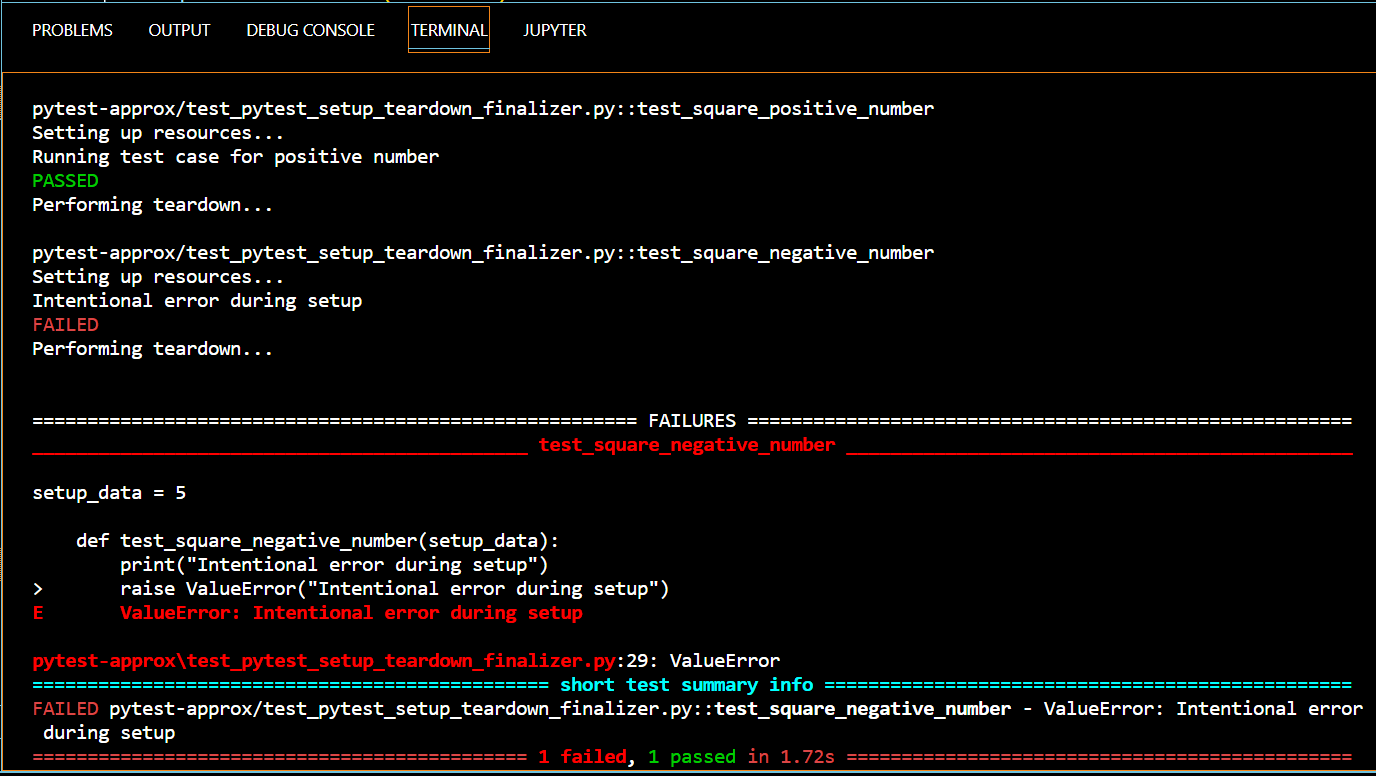 PROBLEMS OUTPUT DEBUG CONSOLE TERMINAL JUPYTER
pytest-approx/test_pytest_setup_teardown_finalizer.py::test_square_positive_number
Setting up resources...
Running test case for positive number
PASSED
Performing teardown...
pytest-approx/test_pytest_setup_teardown_finalizer.py::test_square_negative_number
Setting up resources...
Intentional error during setup
FAILED
Performing teardown...
======================================================= FAILURES =======================================================
_____________________________________________ test_square_negative_number ______________________________________________
setup_data = 5
    def test_square_negative_number(setup_data):
        print("Intentional error during setup")
>       raise ValueError("Intentional error during setup")
E       ValueError: Intentional error during setup
pytest-approx\test_pytest_setup_teardown_finalizer.py:29: ValueError
=============================================== short test summary info ================================================
FAILED pytest-approx/test_pytest_setup_teardown_finalizer.py::test_square_negative_number - ValueError: Intentional error
 during setup
============================================= 1 failed, 1 passed in 1.72s ==============================================